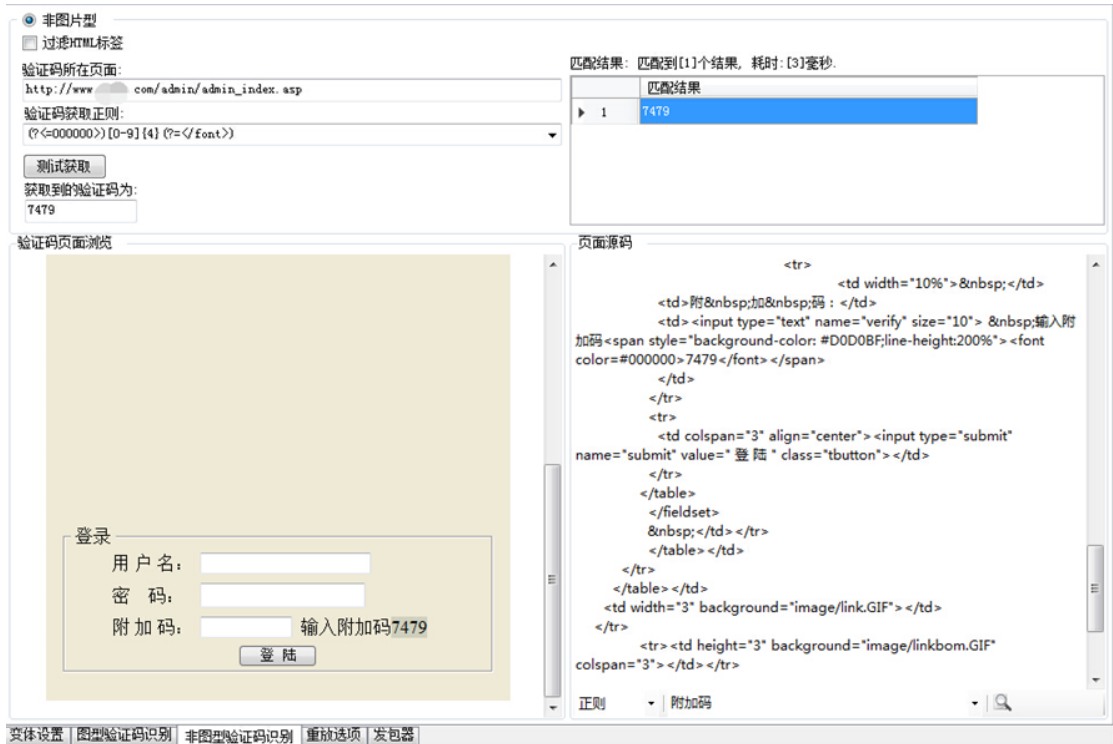 非图片型
过滤HTML标签
验证码所在页面:
http://www com/admin/admin_index.asp
验证码获取正则:
(?<=000000>)[0-9]{4}(?=</font>)
测试获取
获取到的验证码为:
7479
匹配结果: 匹配到[1]个结果, 耗时:[3]毫秒.
匹配结果
1 7479
验证码页面浏览
登录
用户名:
密 码:
附加码: 输入附加码7479
登 陆
页面源码
<tr>
<td width="10%">&nbsp;</td>
<td>附&nbsp;加&nbsp;码：</td>
<td><input type="text" name="verify" size="10"> &nbsp;输入附
加码<span style="background-color: #D0D0BF;line-height:200%"><font
color=#000000>7479</font></span>
</td>
</tr>
<tr>
<td colspan="3" align="center"><input type="submit"
name="submit" value=" 登 陆 " class="tbutton"></td>
</tr>
</table>
</fieldset>
&nbsp;</td></tr>
</table></td>
</tr>
</table></td>
<td width="3" background="image/link.GIF"></td>
</tr>
<tr><td height="3" background="image/linkbom.GIF"
colspan="3"></td></tr>
正则 附加码
变体设置 图型验证码识别 非图型验证码识别 重放选项 发包器